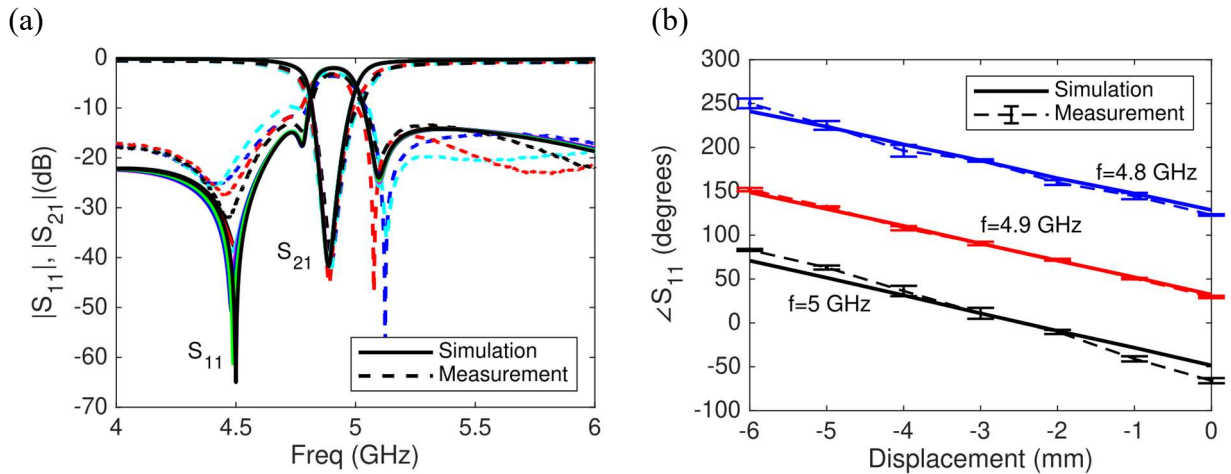 (a)
(b)
0
-10
-20
-30
-40
-50
-60
-70
|S11|, |S21|(dB)
S21
S11
Simulation
Measurement
4
4.5
5
5.5
6
Freq (GHz)
300
250
200
150
100
50
0
-50
-100
∠S11 (degrees)
Simulation
Measurement
f=4.8 GHz
f=4.9 GHz
f=5 GHz
-6
-5
-4
-3
-2
-1
0
Displacement (mm)